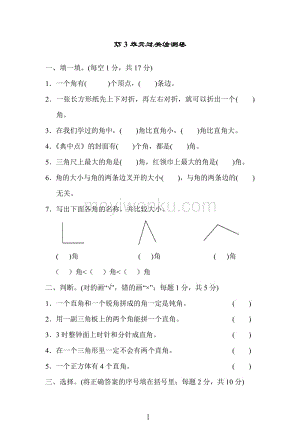 第3单元过关检测卷
一、填一填。(每空1分，共17分)
1．一个角有(　　)个顶点，(　　)条边。
2．一张长方形纸先上下对折，再左右对折，就可以折出一个(　　)
角。
3．在我们学过的角中，(　　)角比直角小，(　　)角比直角大。
4.《典中点》的封面有(　　)个角，都是(　　)角。
5．三角尺上最大的角是(　　)角，红领巾上最大的角是(　　)角。
6．角的大小与角的两条边叉开的大小(　　)，与角的两条边的(　　)
无关。
7．写出下面各角的名称，并比较大小。
(　　)角　　(　　)角　　(　　)角
(　　)角<(　　)角<(　　)角
二、判断。(对的画“√”，错的画“×”；每题1分，共5分)
1．一个直角和一个锐角拼成的角一定是钝角。　　(　　)
2．用一副三角板上的两个角能拼成一个直角。　　(　　)
3．3时整钟面上时针和分针成直角。　　(　　)
4．在一个三角形里一定不会有两个直角。　　(　　)
5．一个正方体有4个直角。　　(　　)
三、选择。(将正确答案的序号填在括号里；每题2分，共10分)
1